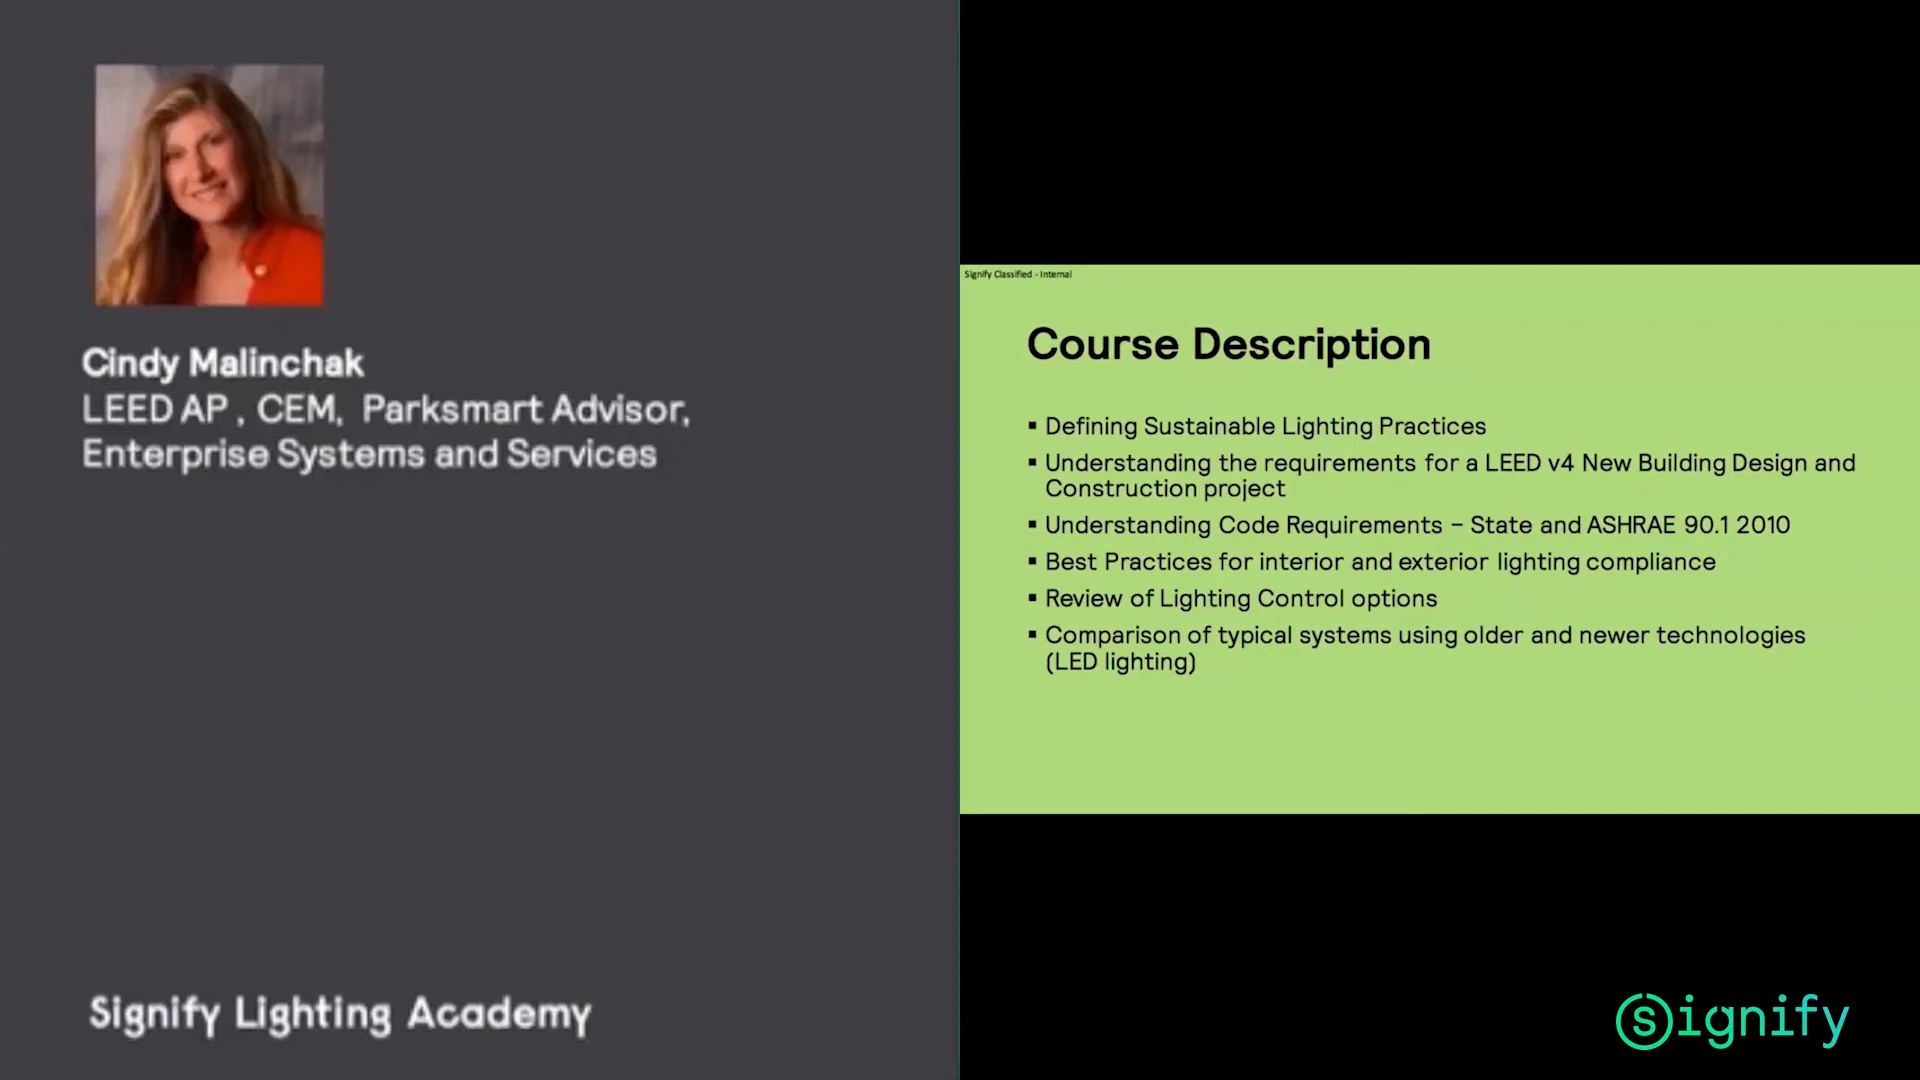 Cindy Malinchak
LEED AP , CEM, Parksmart Advisor,
Enterprise Systems and Services
Signify Lighting Academy
Signify Classified - Internal
Course Description
▪ Defining Sustainable Lighting Practices
▪ Understanding the requirements for a LEED v4 New Building Design and
Construction project
▪ Understanding Code Requirements – State and ASHRAE 90.1 2010
▪ Best Practices for interior and exterior lighting compliance
▪ Review of Lighting Control options
▪ Comparison of typical systems using older and newer technologies
(LED lighting)
signify